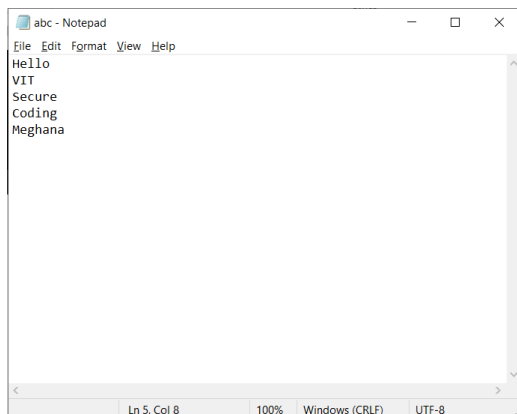 abc - Notepad
File Edit Format View Help
Hello
VIT
Secure
Coding
Meghana
Ln 5, Col 8 100% Windows (CRLF) UTF-8